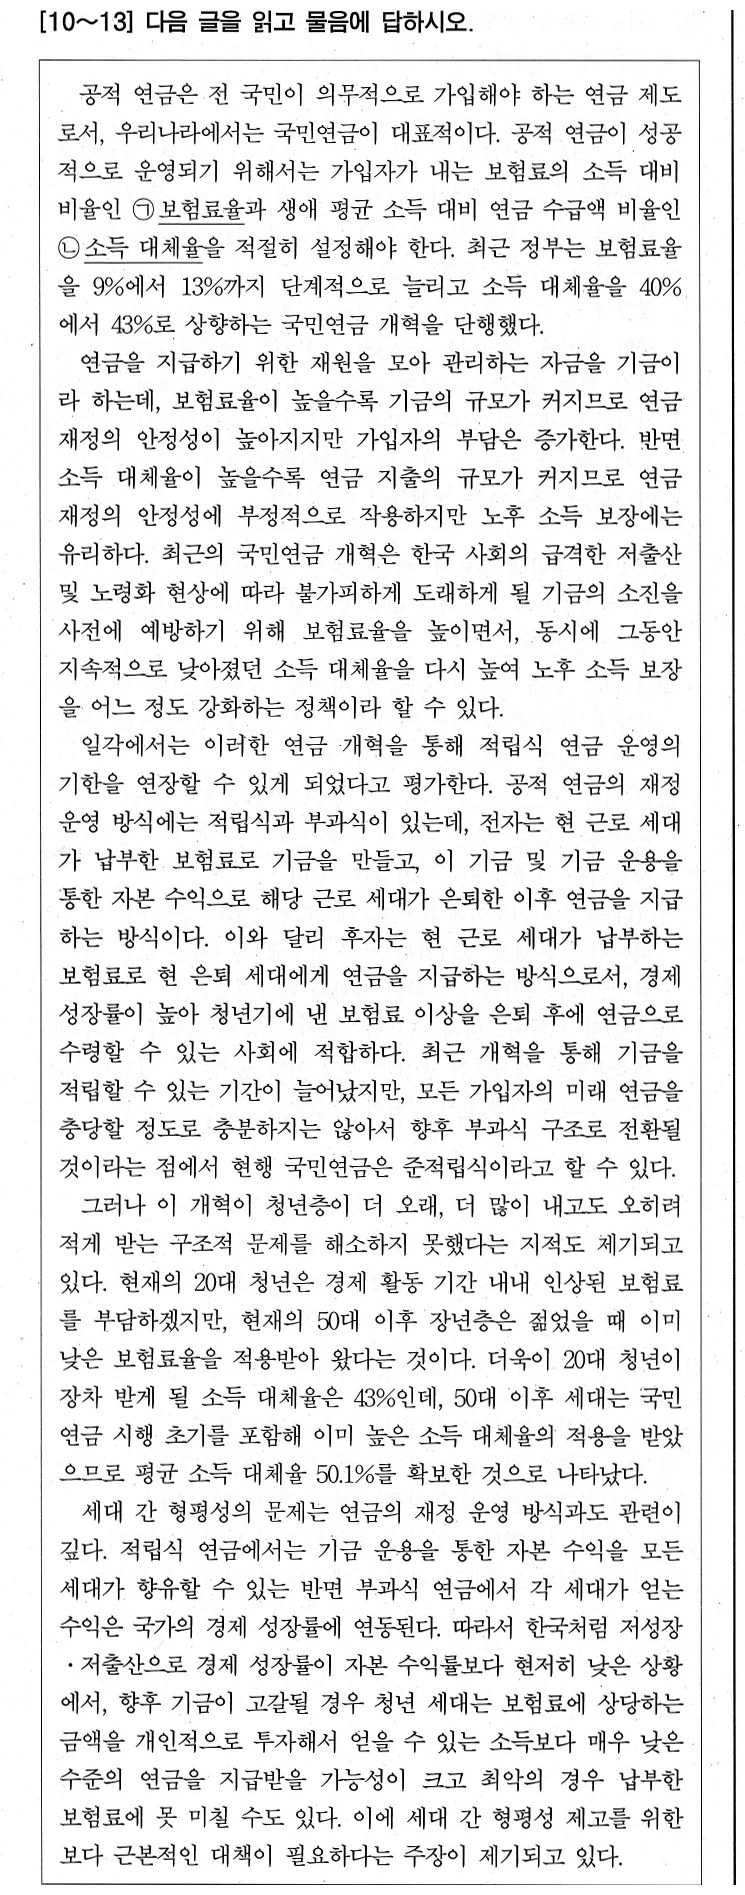 [10～13] 다음 글을 읽고 물음에 답하시오.
공적 연금은 전 국민이 의무적으로 가입해야 하는 연금 제도
로서, 우리나라에서는 국민연금이 대표적이다. 공적 연금이 성공
적으로 운영되기 위해서는 가입자가 내는 보험료의 소득 대비
비율인 ㉠보험료율과 생애 평균 소득 대비 연금 수급액 비율인
㉡소득 대체율을 적절히 설정해야 한다. 최근 정부는 보험료율
을 9%에서 13%까지 단계적으로 늘리고 소득 대체율을 40%
에서 43%로 상향하는 국민연금 개혁을 단행했다.
연금을 지급하기 위한 재원을 모아 관리하는 자금을 기금이
라 하는데, 보험료율이 높을수록 기금의 규모가 커지므로 연금
재정의 안정성이 높아지지만 가입자의 부담은 증가한다. 반면
소득 대체율이 높을수록 연금 지출의 규모가 커지므로 연금
재정의 안정성에 부정적으로 작용하지만 노후 소득 보장에는
유리하다. 최근의 국민연금 개혁은 한국 사회의 급격한 저출산
및 노령화 현상에 따라 불가피하게 도래하게 될 기금의 소진을
사전에 예방하기 위해 보험료율을 높이면서, 동시에 그동안
지속적으로 낮아졌던 소득 대체율을 다시 높여 노후 소득 보장
을 어느 정도 강화하는 정책이라 할 수 있다.
일각에서는 이러한 연금 개혁을 통해 적립식 연금 운영의
기한을 연장할 수 있게 되었다고 평가한다. 공적 연금의 재정
운영 방식에는 적립식과 부과식이 있는데, 전자는 현 근로 세대
가 납부한 보험료로 기금을 만들고, 이 기금 및 기금 운용을
통한 자본 수익으로 해당 근로 세대가 은퇴한 이후 연금을 지급
하는 방식이다. 이와 달리 후자는 현 근로 세대가 납부하는
보험료로 현 은퇴 세대에게 연금을 지급하는 방식으로서, 경제
성장률이 높아 청년기에 낸 보험료 이상을 은퇴 후에 연금으로
수령할 수 있는 사회에 적합하다. 최근 개혁을 통해 기금을
적립할 수 있는 기간이 늘어났지만, 모든 가입자의 미래 연금을
충당할 정도로 충분하지는 않아서 향후 부과식 구조로 전환될
것이라는 점에서 현행 국민연금은 준적립식이라고 할 수 있다.
그러나 이 개혁이 청년층이 더 오래, 더 많이 내고도 오히려
적게 받는 구조적 문제를 해소하지 못했다는 지적도 제기되고
있다. 현재의 20대 청년은 경제 활동 기간 내내 인상된 보험료
를 부담하겠지만, 현재의 50대 이후 장년층은 젊었을 때 이미
낮은 보험료율을 적용받아 왔다는 것이다. 더욱이 20대 청년이
장차 받게 될 소득 대체율은 43%인데, 50대 이후 세대는 국민
연금 시행 초기를 포함해 이미 높은 소득 대체율의 적용을 받았
으므로 평균 소득 대체율 50.1%를 확보한 것으로 나타났다.
세대 간 형평성의 문제는 연금의 재정 운영 방식과도 관련이
깊다. 적립식 연금에서는 기금 운용을 통한 자본 수익을 모든
세대가 향유할 수 있는 반면 부과식 연금에서 각 세대가 얻는
수익은 국가의 경제 성장률에 연동된다. 따라서 한국처럼 저성장
·저출산으로 경제 성장률이 자본 수익률보다 현저히 낮은 상황
에서, 향후 기금이 고갈될 경우 청년 세대는 보험료에 상당하는
금액을 개인적으로 투자해서 얻을 수 있는 소득보다 매우 낮은
수준의 연금을 지급받을 가능성이 크고 최악의 경우 납부한
보험료에 못 미칠 수도 있다. 이에 세대 간 형평성 제고를 위한
보다 근본적인 대책이 필요하다는 주장이 제기되고 있다.